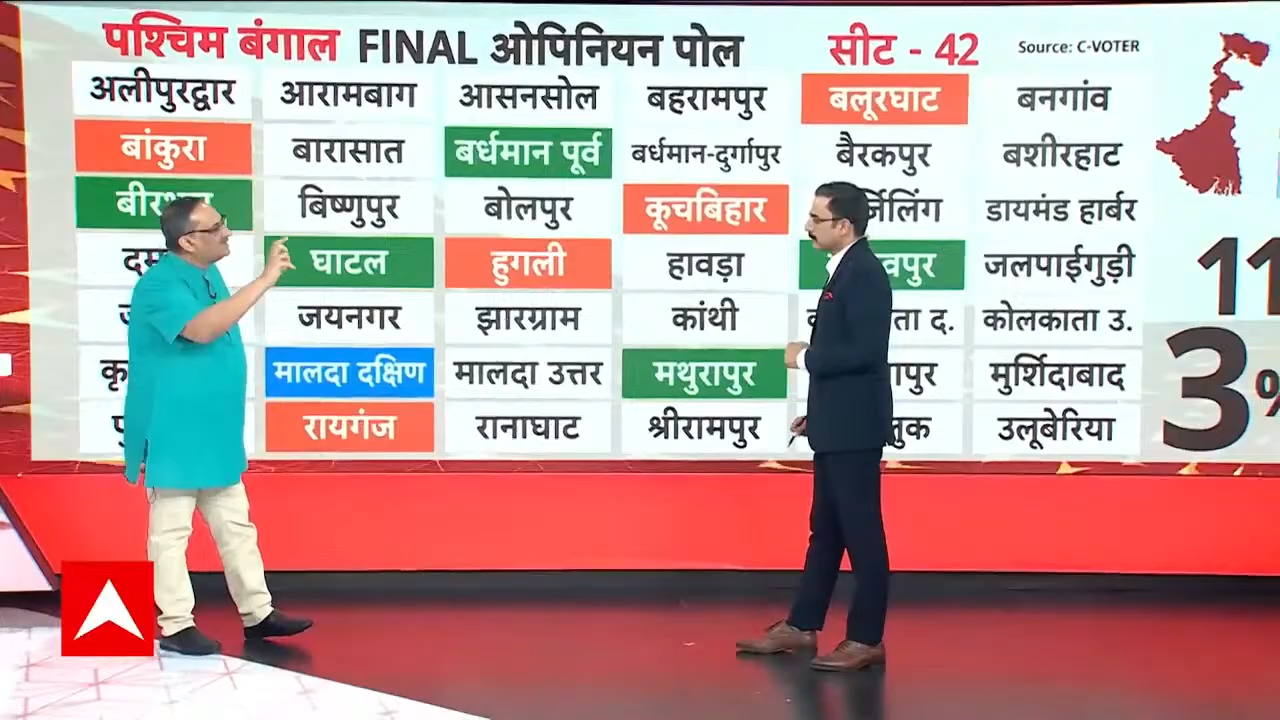 पश्चिम बंगाल FINAL ओपिनियन पोल सीट - 42 Source: C-VOTER
अलीपुरद्वार आरामबाग आसनसोल बहरामपुर बलूरघाट बनगांव
बांकुरा बारासात बर्धमान पूर्व बर्धमान-दुर्गापुर बैरकपुर बशीरहाट
बिष्णुपुर बोलपुर कूचबिहार डायमंड हार्बर
घाटल हुगली हावड़ा जलपाईगुड़ी
जयनगर झारग्राम कांथी द. कोलकाता उ.
मालदा दक्षिण मालदा उत्तर मथुरापुर मुर्शिदाबाद
रायगंज रानाघाट श्रीरामपुर उलूबेरिया
11
3%